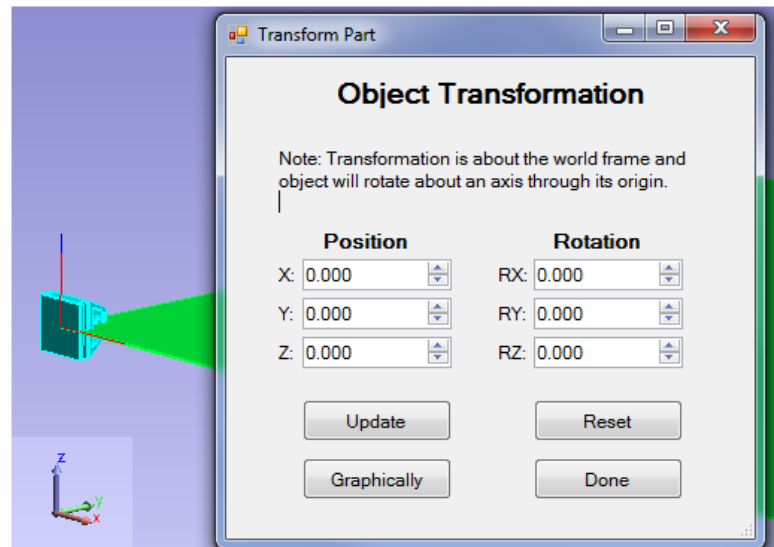 Transform Part
Object Transformation
Note: Transformation is about the world frame and
object will rotate about an axis through its origin.
Position Rotation
X: 0.000 RX: 0.000
Y: 0.000 RY: 0.000
Z: 0.000 RZ: 0.000
Update Reset
Graphically Done
z
y
x